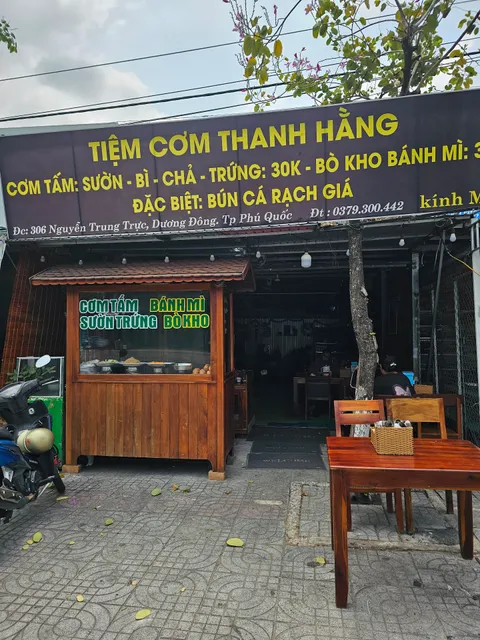 TIỆM CƠM THANH HẰNG
CƠM TẤM: SƯỜN - BÌ - CHẢ - TRỨNG: 30K - BÒ KHO BÁNH MÌ: 3
ĐẶC BIỆT: BÚN CÁ RẠCH GIÁ
Đc: 306 Nguyễn Trung Trực, Dương Đông, Tp Phú Quốc Đt : 0379.300.442
kính M
CƠM TẤM BÁNH MÌ
SƯỜN TRỨNG BÒ KHO